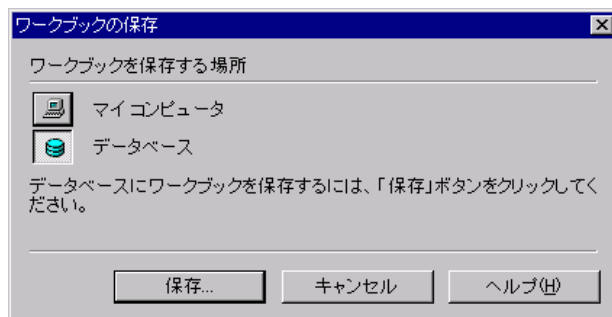 ワークブックの保存
ワークブックを保存する場所
マイコンピュータ
データベース
データベースにワークブックを保存するには、「保存」ボタンをクリックしてく
ださい。
保存...
キャンセル
ヘルプ(H)